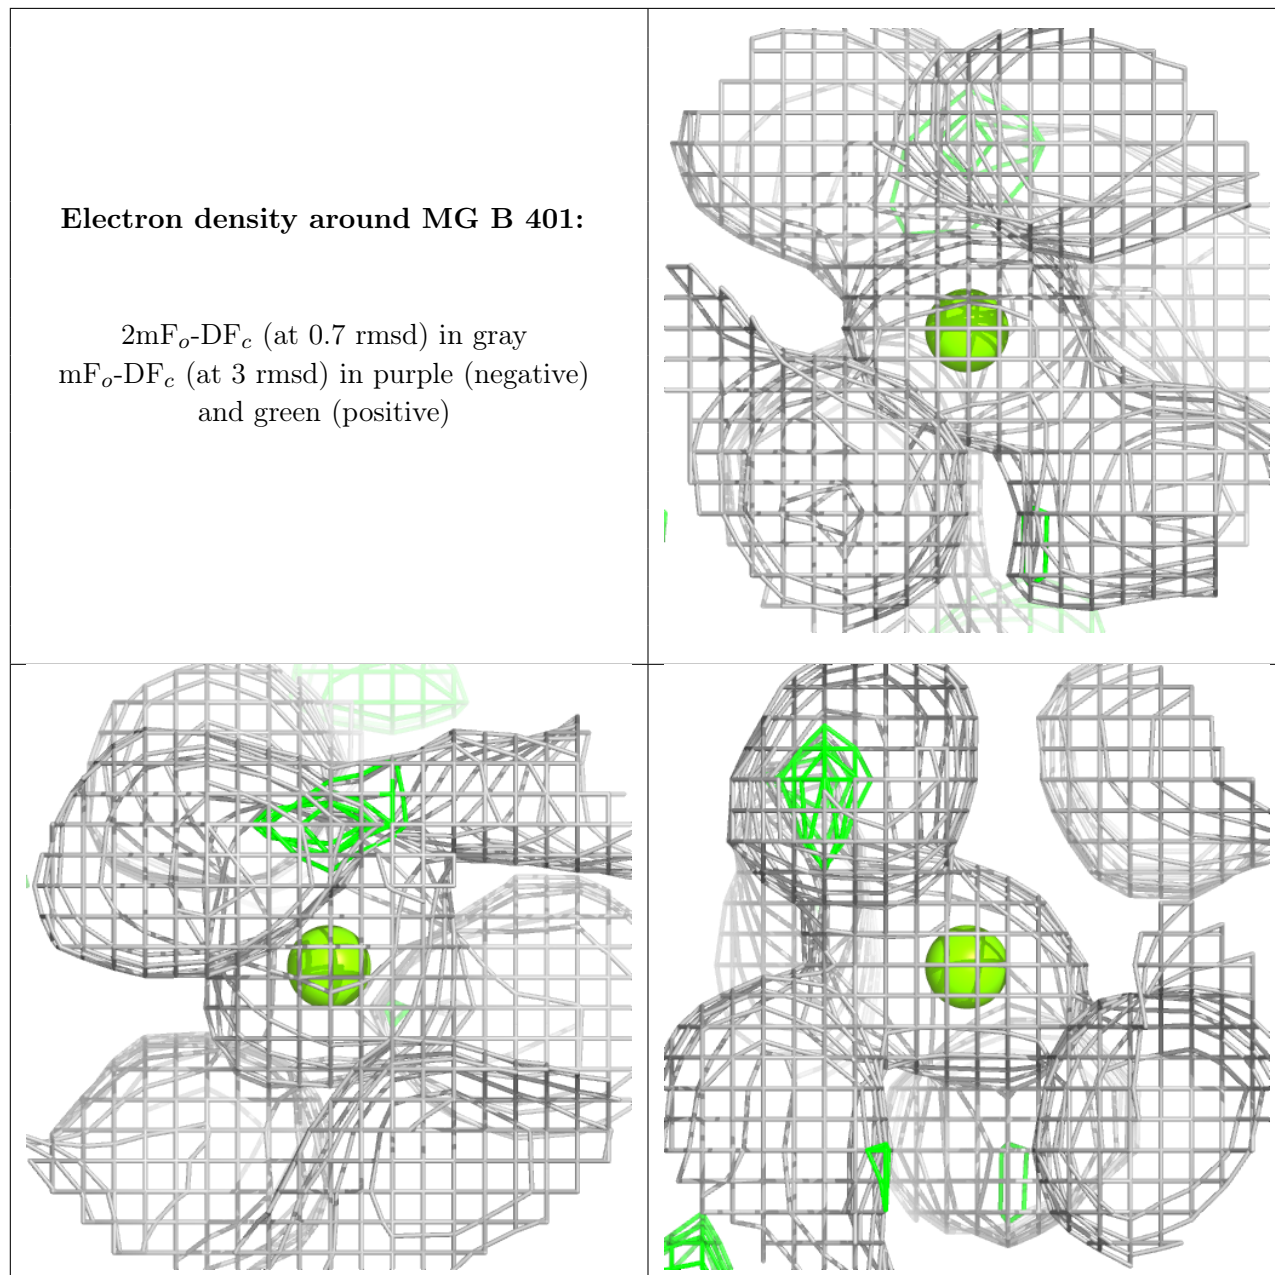 Electron density around MG B 401:
2mFo-DFc (at 0.7 rmsd) in gray
mFo-DFc (at 3 rmsd) in purple (negative)
and green (positive)